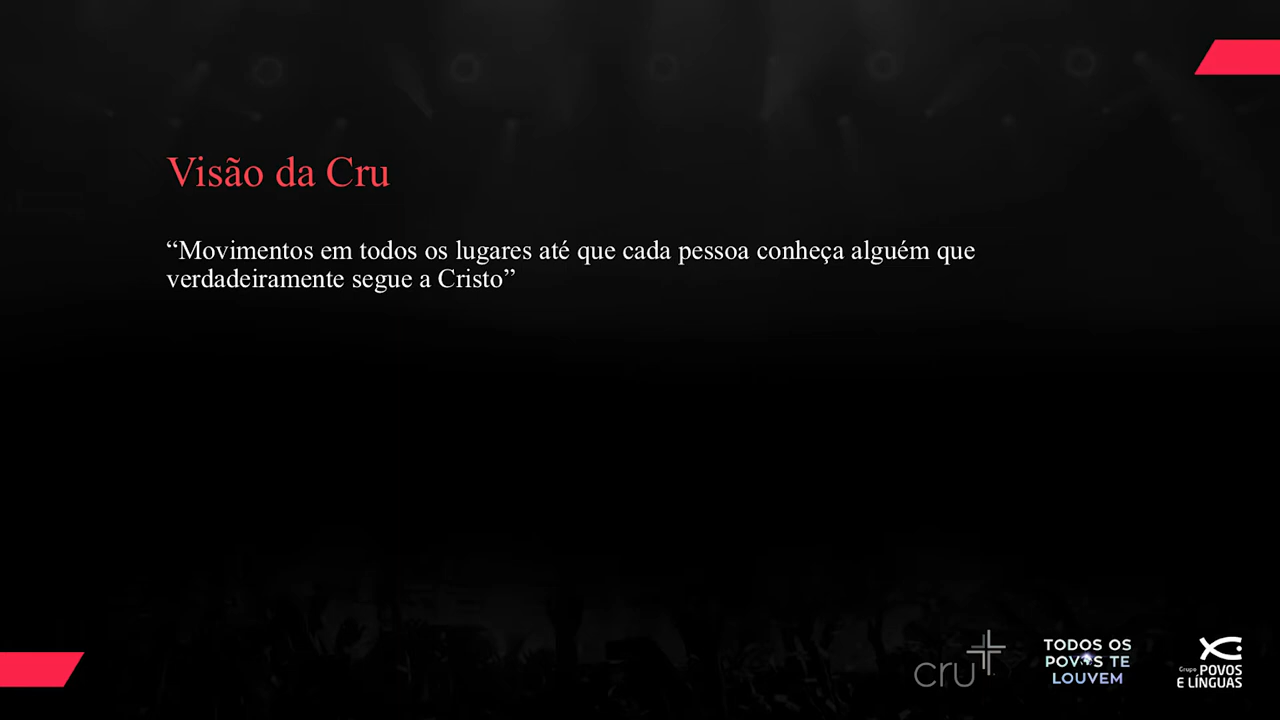 Visão da Cru
“Movimentos em todos os lugares até que cada pessoa conheça alguém que
verdadeiramente segue a Cristo”
cru
TODOS OS
POVOS TE
LOUVEM
Grupo POVOS
E LÍNGUAS